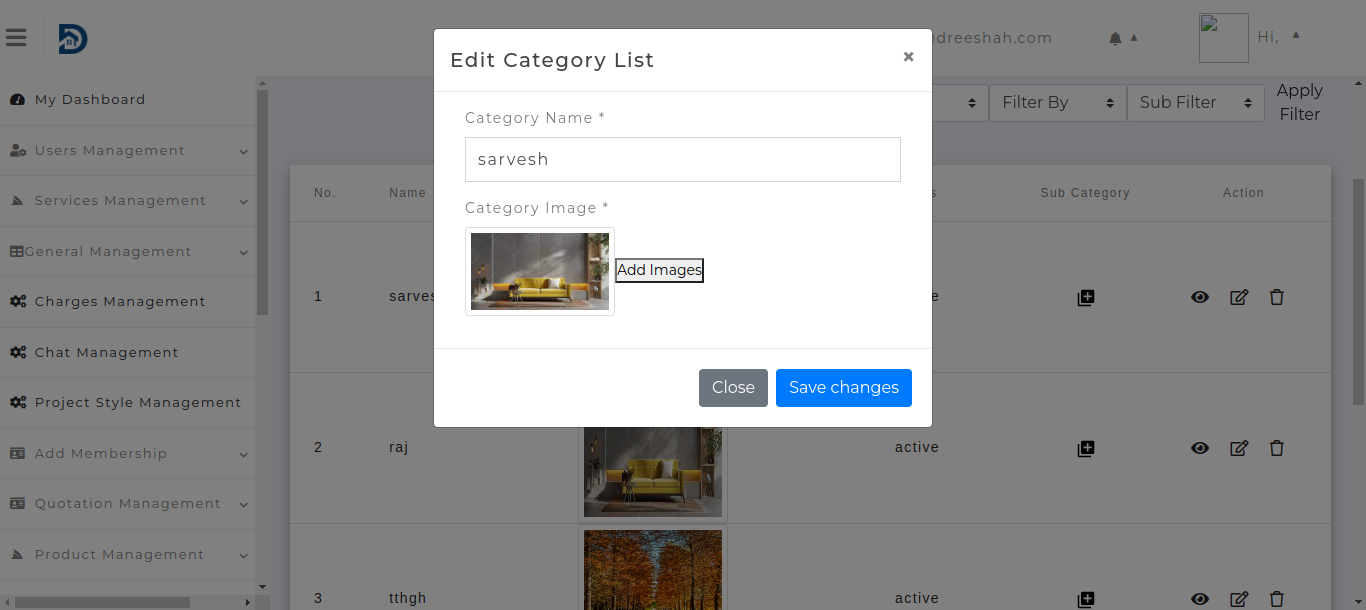 dreeshah.com
Hi,
Edit Category List
×
My Dashboard
Users Management
Services Management
General Management
Charges Management
Chat Management
Project Style Management
Add Membership
Quotation Management
Product Management
Filter By
Sub Filter
Apply
Filter
Category Name *
sarvesh
Category Image *
Add Images
Close
Save changes
No.
Name
Sub Category
Action
1
sarves
2
raj
active
3
tthgh
active